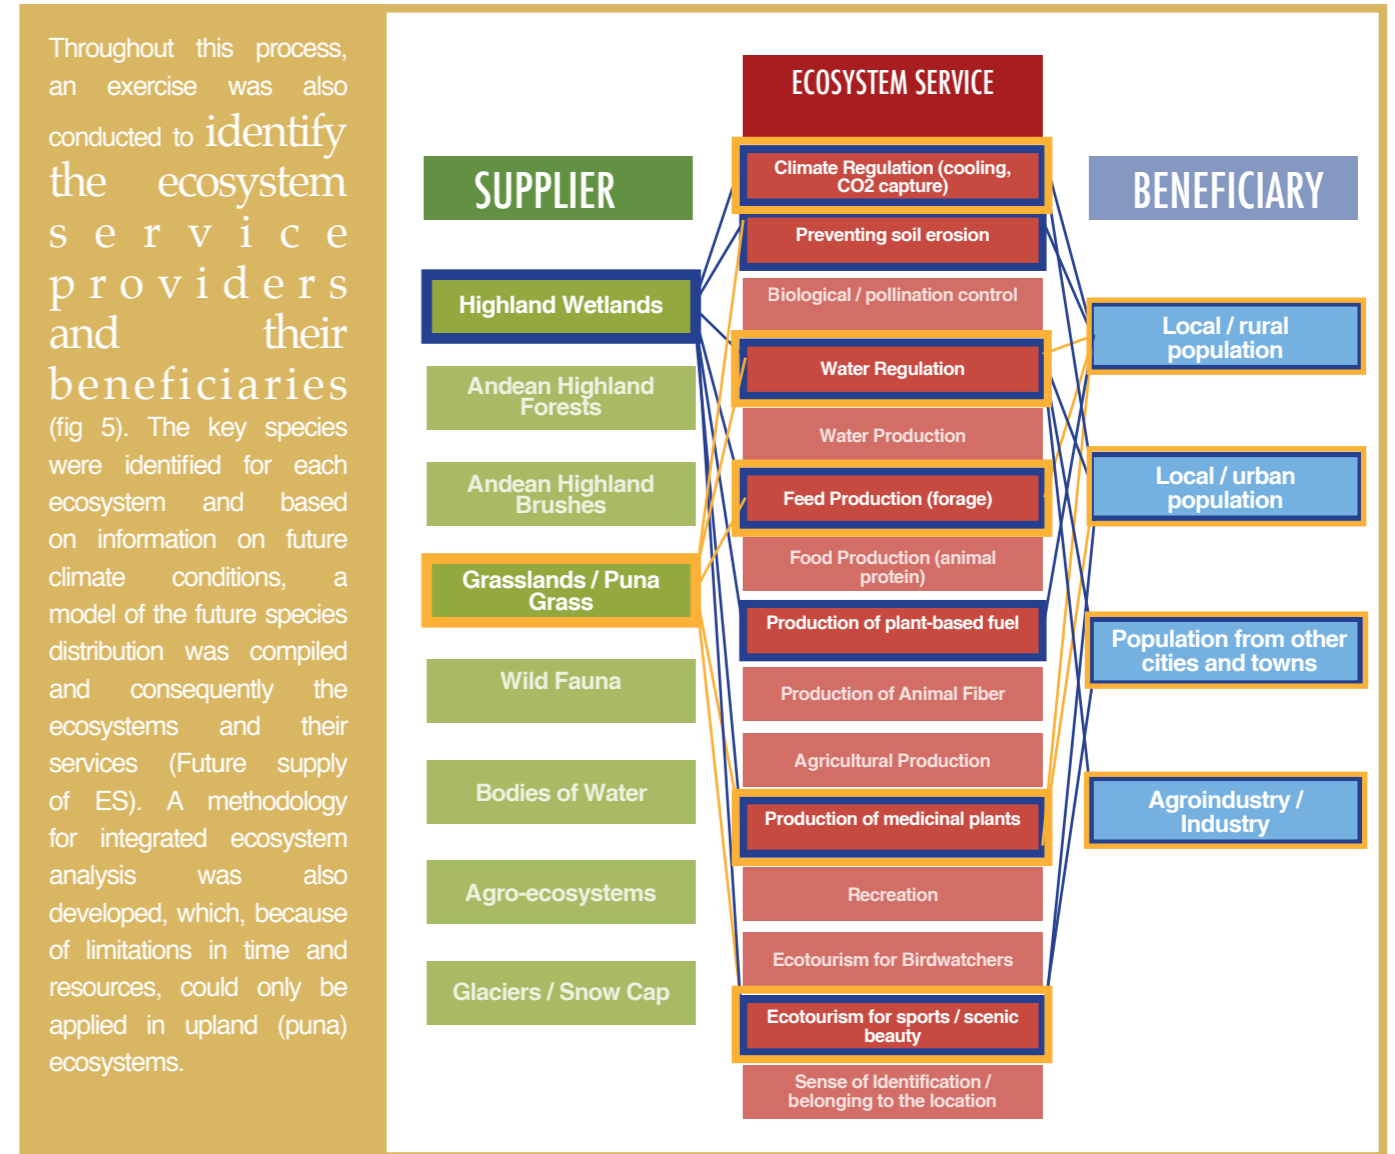 Throughout this process,
an exercise was also
conducted to identify
the ecosystem
service
providers
and their
beneficiaries
(fig 5). The key species
were identified for each
ecosystem and based
on information on future
climate conditions, a
model of the future species
distribution was compiled
and consequently the
ecosystems and their
services (Future supply
of ES). A methodology
for integrated ecosystem
analysis was also
developed, which, because
of limitations in time and
resources, could only be
applied in upland (puna)
ecosystems.
SUPPLIER
Highland Wetlands
Andean Highland
Forests
Andean Highland
Brushes
Grasslands / Puna
Grass
Wild Fauna
Bodies of Water
Agro-ecosystems
Glaciers / Snow Cap
ECOSYSTEM SERVICE
Climate Regulation (cooling,
CO2 capture)
Preventing soil erosion
Biological / pollination control
Water Regulation
Water Production
Feed Production (forage)
Food Production (animal
protein)
Production of plant-based fuel
Production of Animal Fiber
Agricultural Production
Production of medicinal plants
Recreation
Ecotourism for Birdwatchers
Ecotourism for sports / scenic
beauty
Sense of Identification /
belonging to the location
BENEFICIARY
Local / rural
population
Local / urban
population
Population from other
cities and towns
Agroindustry /
Industry